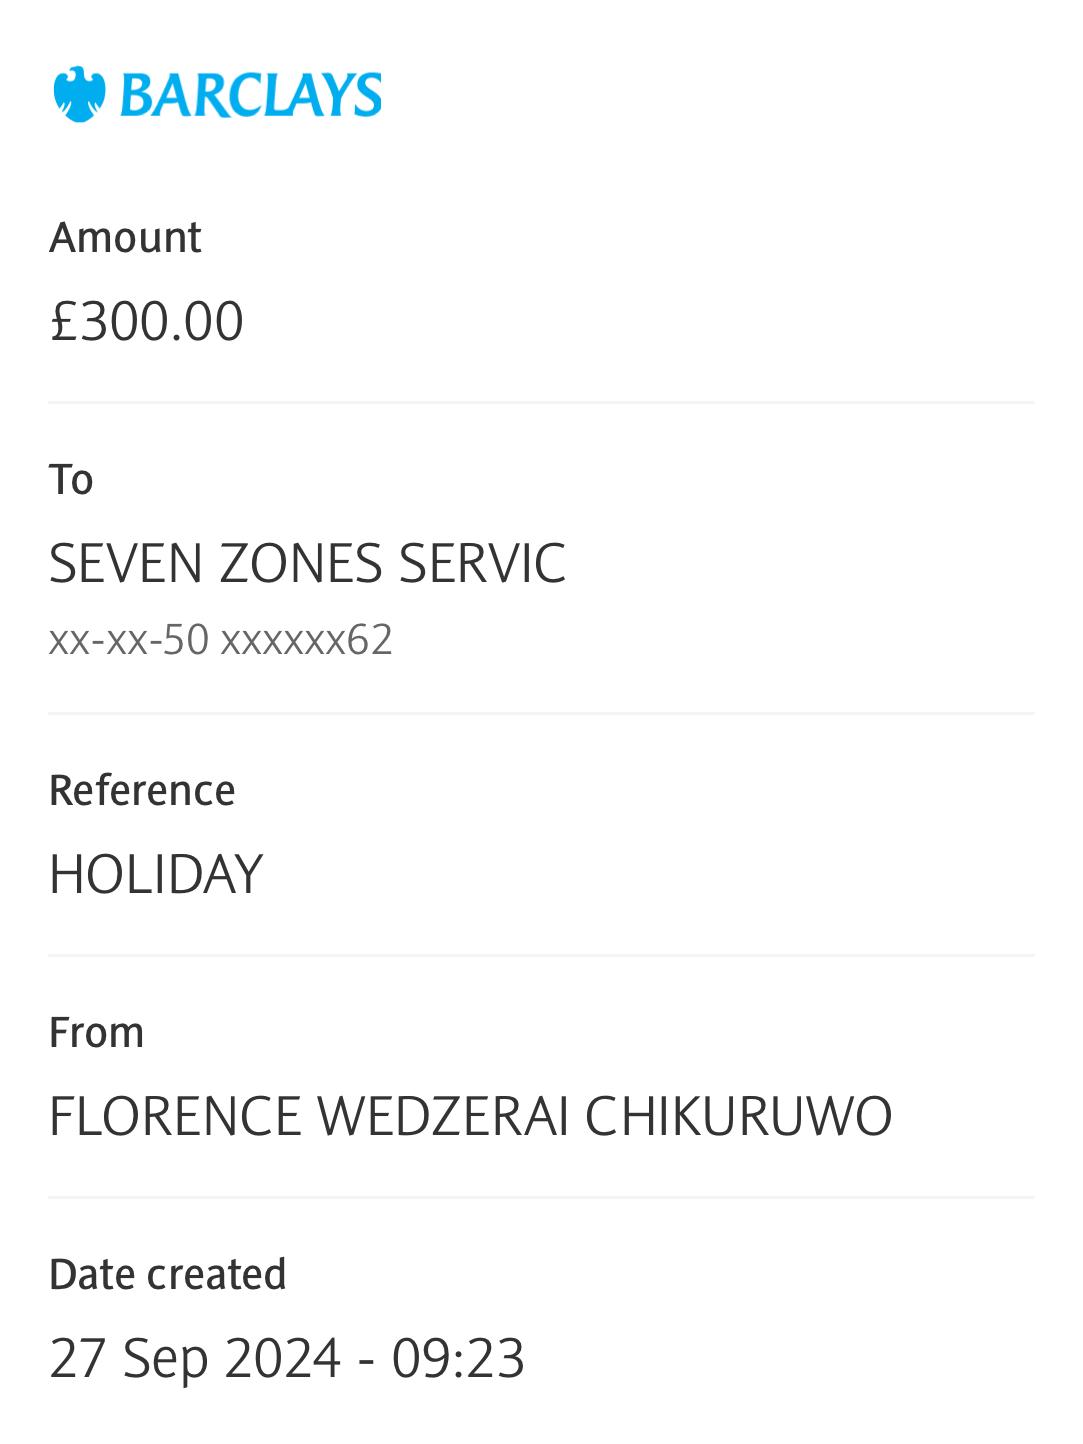 BARCLAYS
Amount
£300.00
To
SEVEN ZONES SERVIC
xx-xx-50 xxxxxx62
Reference
HOLIDAY
From
FLORENCE WEDZERAI CHIKURUWO
Date created
27 Sep 2024 - 09:23